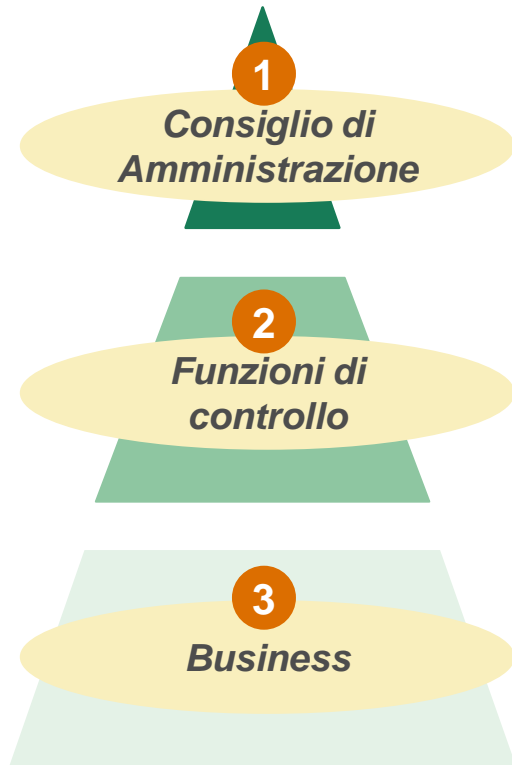 1
Consiglio di
Amministrazione
2
Funzioni di
controllo
3
Business